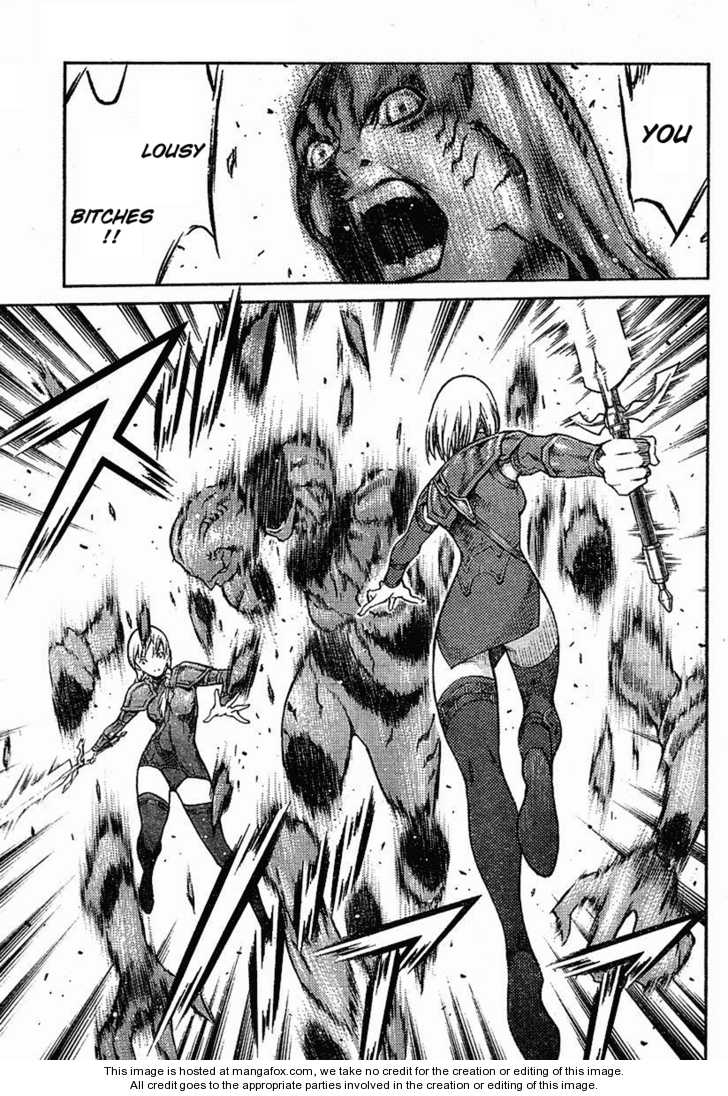 YOU
LOUSY
BITCHES
!!
This image is hosted at mangafox.com, we take no credit for the creation or editing of this image.
All credit goes to the appropriate parties involved in the creation or editing of this image.